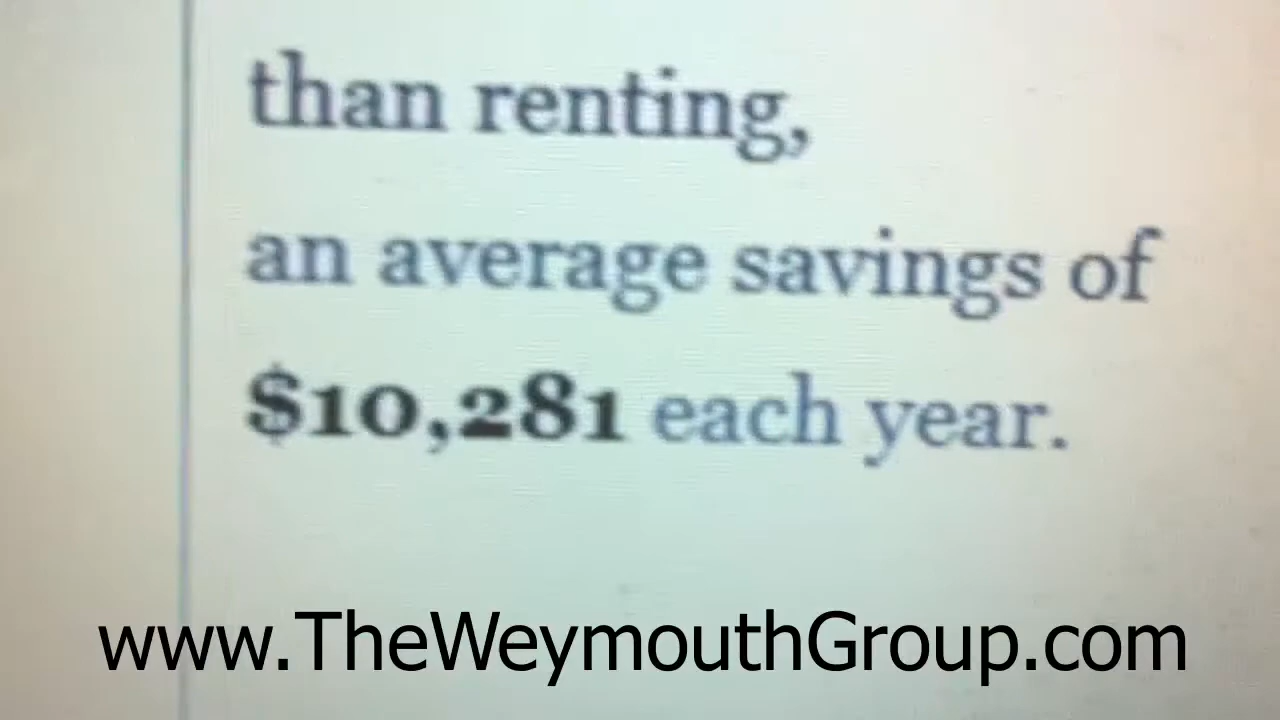 than renting,
an average savings of
$10,281 each year.
www.TheWeymouthGroup.com